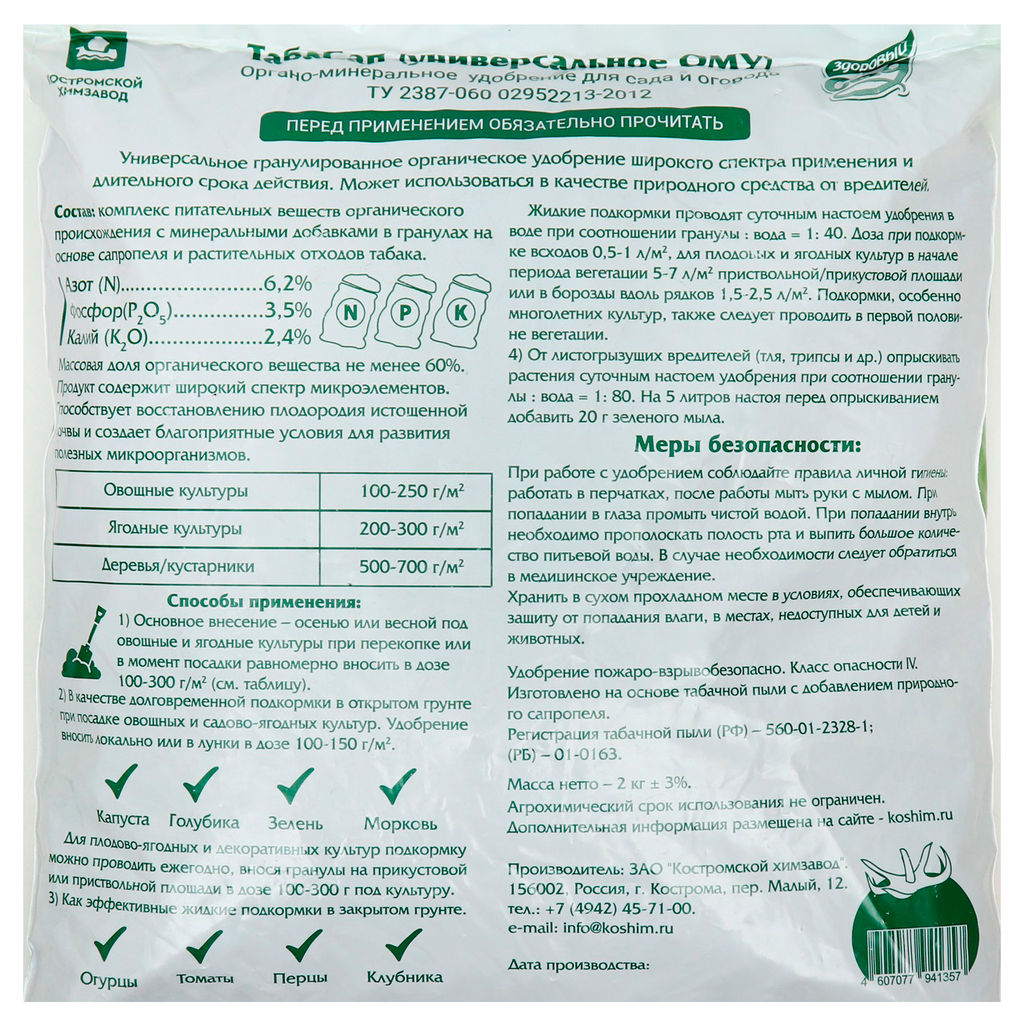 КОСТРОМСКОЙ
ХИМЗАВОД
Табасап (универсальное ОМУ)
Органо-минеральное удобрение для сада и огорода
ТУ 2387-060 02952213-2012
здоровый
ПЕРЕД ПРИМЕНЕНИЕМ ОБЯЗАТЕЛЬНО ПРОЧИТАТЬ
Универсальное гранулированное органическое удобрение широкого спектра применения и
длительного срока действия. Может использоваться в качестве природного средства от вредителей.
Состав: комплекс питательных веществ органического
происхождения с минеральными добавками в гранулах на
основе сапропеля и растительных отходов табака.
Азот (N).......................6,2%
Фосфор(P₂O₅)...............3,5%
Калий (K₂O)...................2,4%
N P K
Массовая доля органического вещества не менее 60%.
Продукт содержит широкий спектр микроэлементов.
Способствует восстановлению плодородия истощенной
почвы и создает благоприятные условия для развития
полезных микроорганизмов.
Овощные культуры 100-250 г/м²
Ягодные культуры 200-300 г/м²
Деревья/кустарники 500-700 г/м²
Способы применения:
1) Основное внесение – осенью или весной под
овощные и ягодные культуры при перекопке или
в момент посадки равномерно вносить в дозе
100-300 г/м² (см. таблицу).
2) В качестве долговременной подкормки в открытом грунте
при посадке овощных и садово-ягодных культур. Удобрение
вносить локально или в лунки в дозе 100-150 г/м².
Капуста Голубика Зелень Морковь
Для плодово-ягодных и декоративных культур подкормку
можно проводить ежегодно, внося гранулы на прикустовой
или приствольной площади в дозе 100-300 г под культуру.
3) Как эффективные жидкие подкормки в закрытом грунте.
Огурцы Томаты Перцы Клубника
Жидкие подкормки проводят суточным настоем удобрения в
воде при соотношении гранулы : вода = 1: 40. Доза при подкорм-
ке всходов 0,5-1 л/м², для плодовых и ягодных культур в начале
периода вегетации 5-7 л/м² приствольной/прикустовой площади
или в борозды вдоль рядков 1,5-2,5 л/м². Подкормки, особенно
многолетних культур, также следует проводить в первой полови-
не вегетации.
4) От листогрызущих вредителей (тля, трипсы и др.) опрыскивать
растения суточным настоем удобрения при соотношении грану-
лы : вода = 1: 80. На 5 литров настоя перед опрыскиванием
добавить 20 г зеленого мыла.
Меры безопасности:
При работе с удобрением соблюдайте правила личной гигиены:
работать в перчатках, после работы мыть руки с мылом. При
попадании в глаза промыть чистой водой. При попадании внутрь
необходимо прополоскать полость рта и выпить большое количе-
ство питьевой воды. В случае необходимости следует обратиться
в медицинское учреждение.
Хранить в сухом прохладном месте в условиях, обеспечивающих
защиту от попадания влаги, в местах, недоступных для детей и
животных.
Удобрение пожаро-взрывобезопасно. Класс опасности IV.
Изготовлено на основе табачной пыли с добавлением природно-
го сапропеля.
Регистрация табачной пыли (РФ) – 560-01-2328-1;
(РБ) – 01-0163.
Масса нетто – 2 кг ± 3%.
Агрохимический срок использования не ограничен.
Дополнительная информация размещена на сайте - koshim.ru
Производитель: ЗАО "Костромской химзавод".
156002, Россия, г. Кострома, пер. Малый, 12.
тел.: +7 (4942) 45-71-00.
e-mail: info@koshim.ru
Дата производства:
4 607077 941357